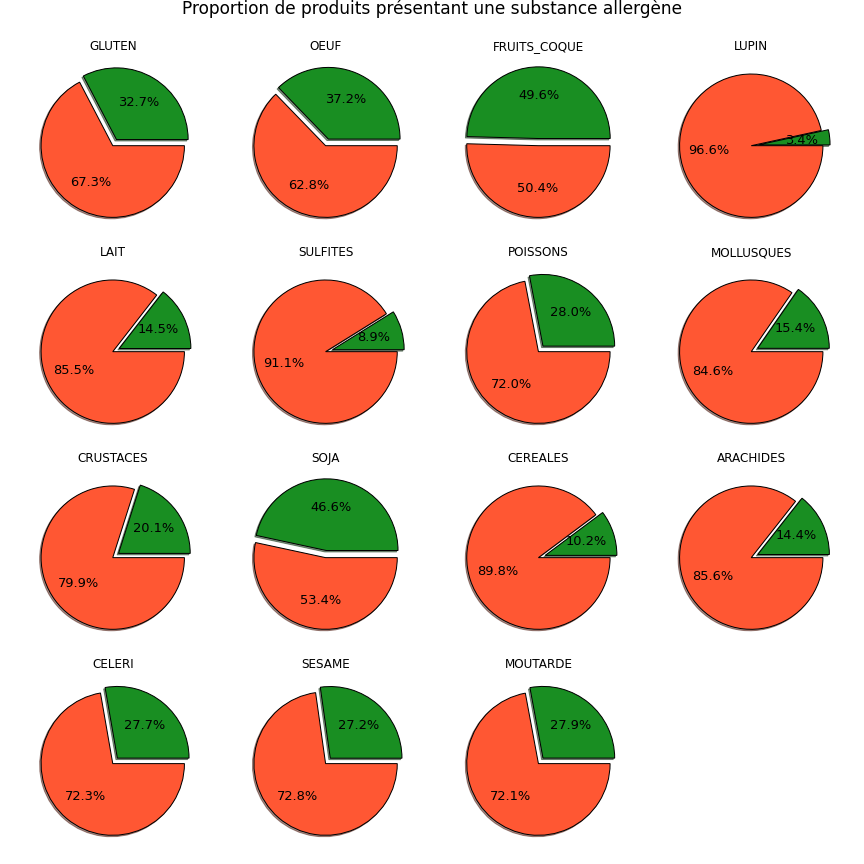 Proportion de produits présentant une substance allergène
GLUTEN
32.7%
67.3%
OEUF
37.2%
62.8%
FRUITS_COQUE
49.6%
50.4%
LUPIN
3.4%
96.6%
LAIT
14.5%
85.5%
SULFITES
8.9%
91.1%
POISSONS
28.0%
72.0%
MOLLUSQUES
15.4%
84.6%
CRUSTACES
20.1%
79.9%
SOJA
46.6%
53.4%
CEREALES
10.2%
89.8%
ARACHIDES
14.4%
85.6%
CELERI
27.7%
72.3%
SESAME
27.2%
72.8%
MOUTARDE
27.9%
72.1%